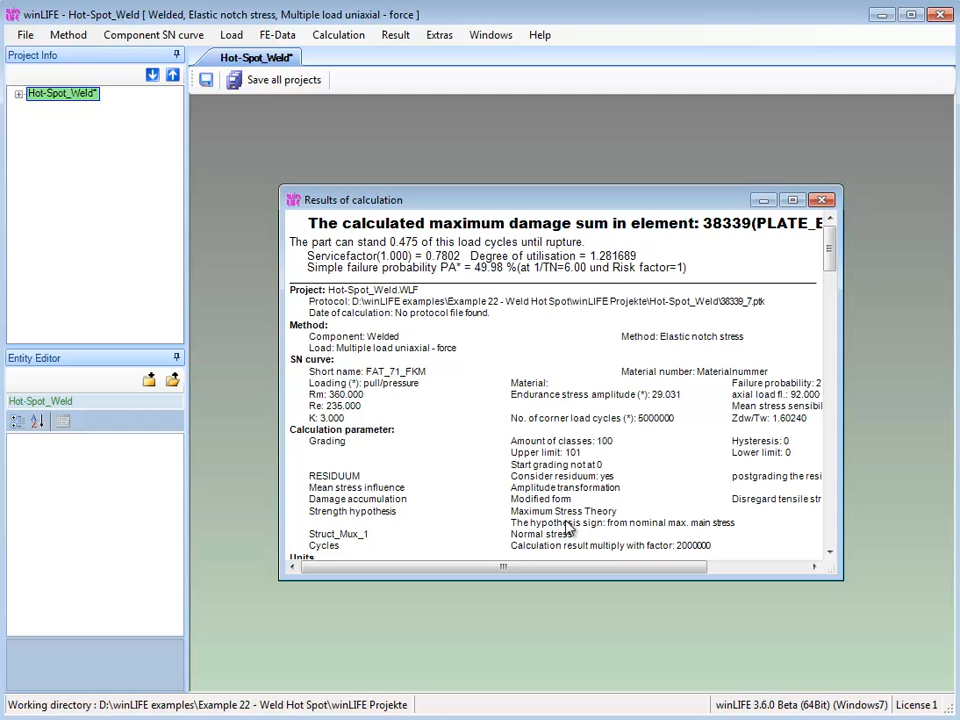 winLIFE - Hot-Spot_Weld [ Welded, Elastic notch stress, Multiple load uniaxial - force ]
File Method Component SN curve Load FE-Data Calculation Result Extras Windows Help
Project Info
Hot-Spot_Weld*
Save all projects
Hot-Spot_Weld*
Results of calculation
The calculated maximum damage sum in element: 38339(PLATE_E
The part can stand 0.475 of this load cycles until rupture.
Servicefactor(1.000) = 0.7802 Degree of utilisation = 1.281689
Simple failure probability PA* = 49.98 %(at 1/TN=6.00 und Risk factor=1)
Project: Hot-Spot_Weld.WLF
Protocol: D:\winLIFE examples\Example 22 - Weld Hot Spot\winLIFE Projekte\Hot-Spot_Weld\38339_7.ptk
Date of calculation: No protocol file found.
Method:
Component: Welded Method: Elastic notch stress
Load: Multiple load uniaxial - force
SN curve:
Short name: FAT_71_FKM Material number: Materialnummer
Loading (*): pull/pressure Material: Failure probability: 2
Rm: 360.000 Endurance stress amplitude (*): 29.031 axial load fl.: 92.000
Re: 235.000 Mean stress sensibil
K: 3.000 No. of corner load cycles (*): 5000000 Zdw/Tw: 1.60240
Calculation parameter:
Grading Amount of classes: 100 Hysteresis: 0
Upper limit: 101 Lower limit: 0
Start grading not at 0
RESIDUUM Consider residuum: yes postgrading the resi
Mean stress influence Amplitude transformation
Damage accumulation Modified form Disregard tensile str
Strength hypothesis Maximum Stress Theory
The hypothesis sign: from nominal max. main stress
Struct_Mux_1 Normal stress
Cycles Calculation result multiply with factor: 2000000
Units
Entity Editor
Hot-Spot_Weld
Working directory : D:\winLIFE examples\Example 22 - Weld Hot Spot\winLIFE Projekte
winLIFE 3.6.0 Beta (64Bit) (Windows7) License 1